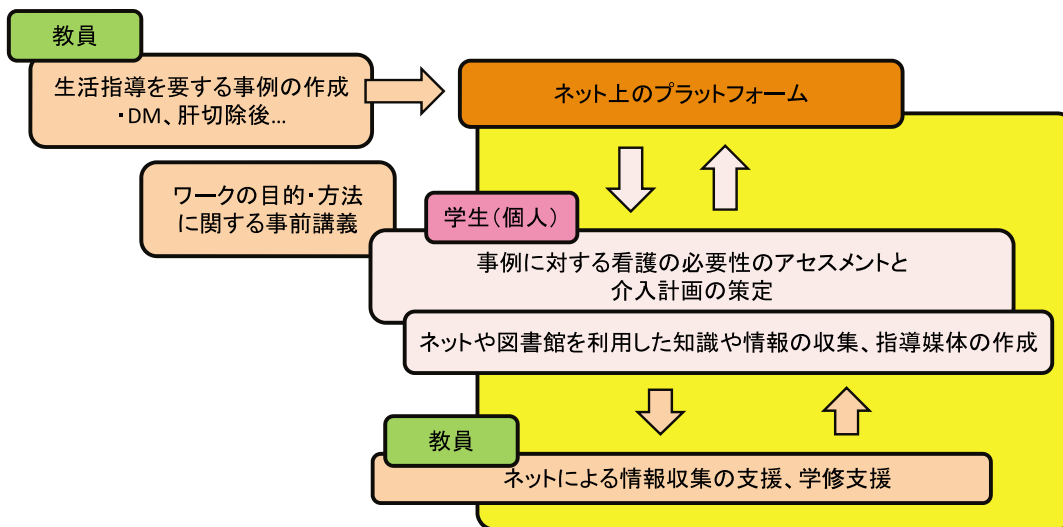 教員
生活指導を要する事例の作成
・DM、肝切除後…
ネット上のプラットフォーム
ワークの目的・方法
に関する事前講義
学生(個人)
事例に対する看護の必要性のアセスメントと
介入計画の策定
ネットや図書館を利用した知識や情報の収集、指導媒体の作成
教員
ネットによる情報収集の支援、学修支援